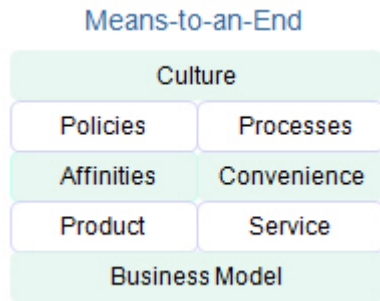 Means-to-an-End
Culture
Policies Processes
Affinities Convenience
Product Service
Business Model